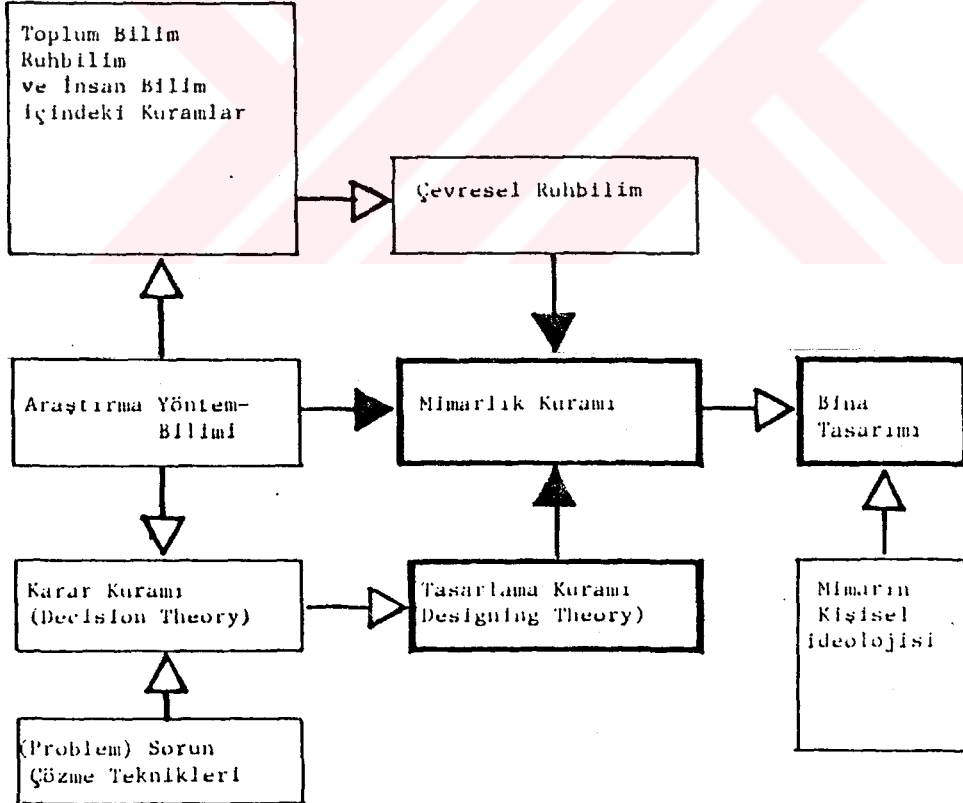 Toplum Bilim
Ruhbilim
ve İnsan Bilim
İçindeki Kuramlar
Çevresel Ruhbilim
Araştırma Yöntem-
Bilimi
Mimarlık Kuramı
Bina
Tasarımı
Karar Kuramı
(Decision Theory)
Tasarlama Kuramı
Designing Theory)
Mimarın
Kişisel
ideolojisi
(Problem) Sorun
Çözme Teknikleri